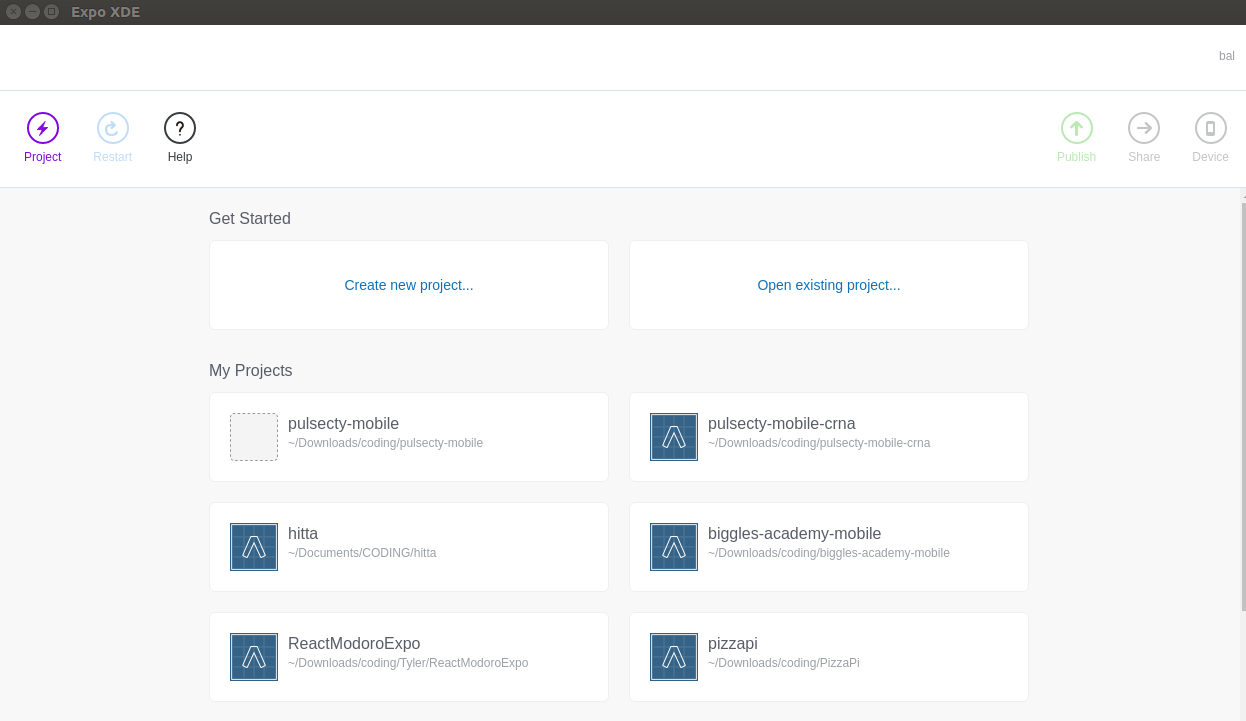 Expo XDE
bal
Project
Restart
Help
Publish
Share
Device
Get Started
Create new project...
Open existing project...
My Projects
pulsecty-mobile
~/Downloads/coding/pulsecty-mobile
pulsecty-mobile-crna
~/Downloads/coding/pulsecty-mobile-crna
hitta
~/Documents/CODING/hitta
biggles-academy-mobile
~/Downloads/coding/biggles-academy-mobile
ReactModoroExpo
~/Downloads/coding/Tyler/ReactModoroExpo
pizzapi
~/Downloads/coding/PizzaPi